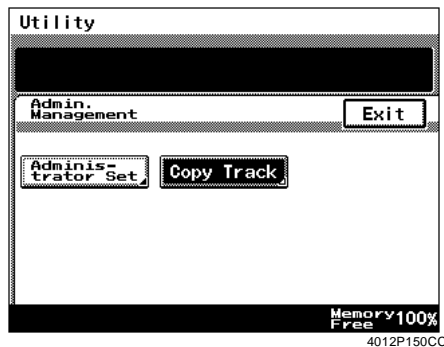 Utility
Admin.
Management
Exit
Adminis-
trator Set
Copy Track
Memory
Free 100%
4012P150CC